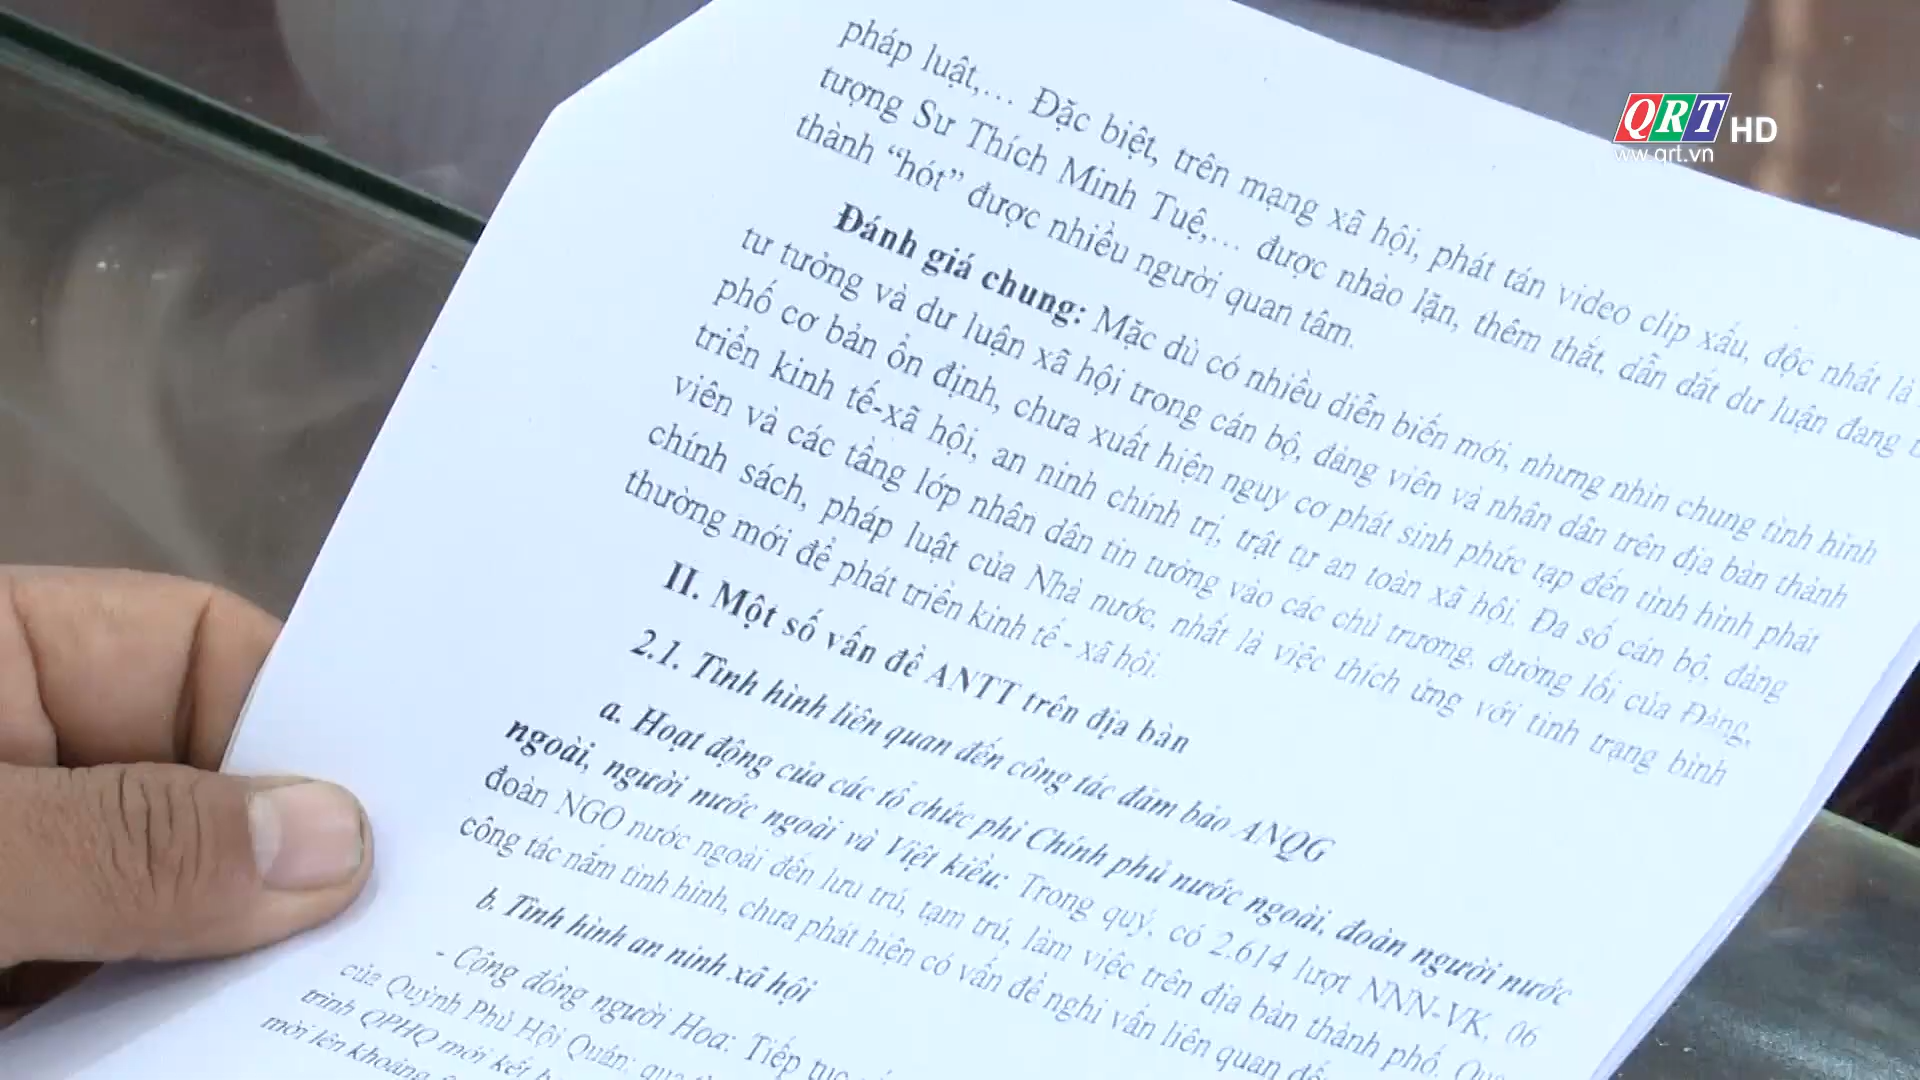 pháp luật,… Đặc biệt, trên mạng xã hội, phát tán video clip xấu, độc nhất là
tượng Sư Thích Minh Tuệ,… được nhào lặn, thêm thắt, dẫn dắt dư luận đang
thành “hót” được nhiều người quan tâm.
Đánh giá chung: Mặc dù có nhiều diễn biến mới, nhưng nhìn chung tình hình
tư tưởng và dư luận xã hội trong cán bộ, đảng viên và nhân dân trên địa bàn thành
phố cơ bản ổn định, chưa xuất hiện nguy cơ phát sinh phức tạp đến tình hình phát
triển kinh tế-xã hội, an ninh chính trị, trật tự an toàn xã hội. Đa số cán bộ, đảng
viên và các tầng lớp nhân dân tin tưởng vào các chủ trương, đường lối của Đảng,
chính sách, pháp luật của Nhà nước, nhất là việc thích ứng với tình trạng bình
thường mới để phát triển kinh tế - xã hội.
II. Một số vấn đề ANTT trên địa bàn
2.1. Tình hình liên quan đến công tác đảm bảo ANQG
a. Hoạt động của các tổ chức phi Chính phủ nước ngoài, đoàn người nước
ngoài, người nước ngoài và Việt kiều: Trong quý, có 2.614 lượt NNN-VK, 06
đoàn NGO nước ngoài đến lưu trú, tạm trú, làm việc trên địa bàn thành phố. Qua
công tác nắm tình hình, chưa phát hiện có vấn đề nghi vấn liên quan
b. Tình hình an ninh xã hội
- Cộng đồng người Hoa: Tiếp tục
của Quỳnh Phủ Hội Quán;
trình QPHQ mới
mời lên khoảng
QRT HD
ww.qrt.vn